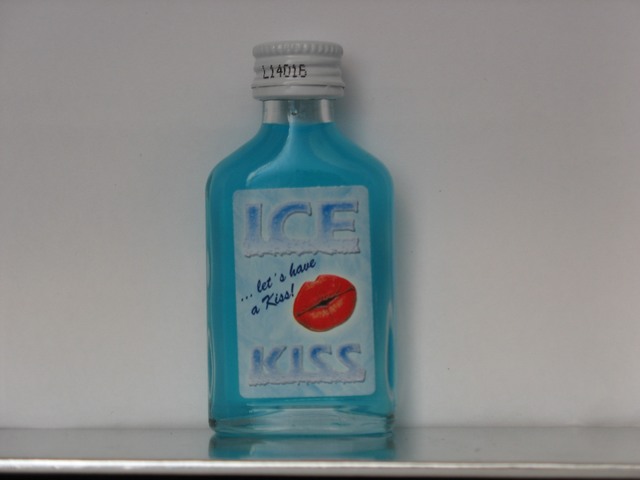 L14016
ICE
... let's have
a Kiss!
KISS